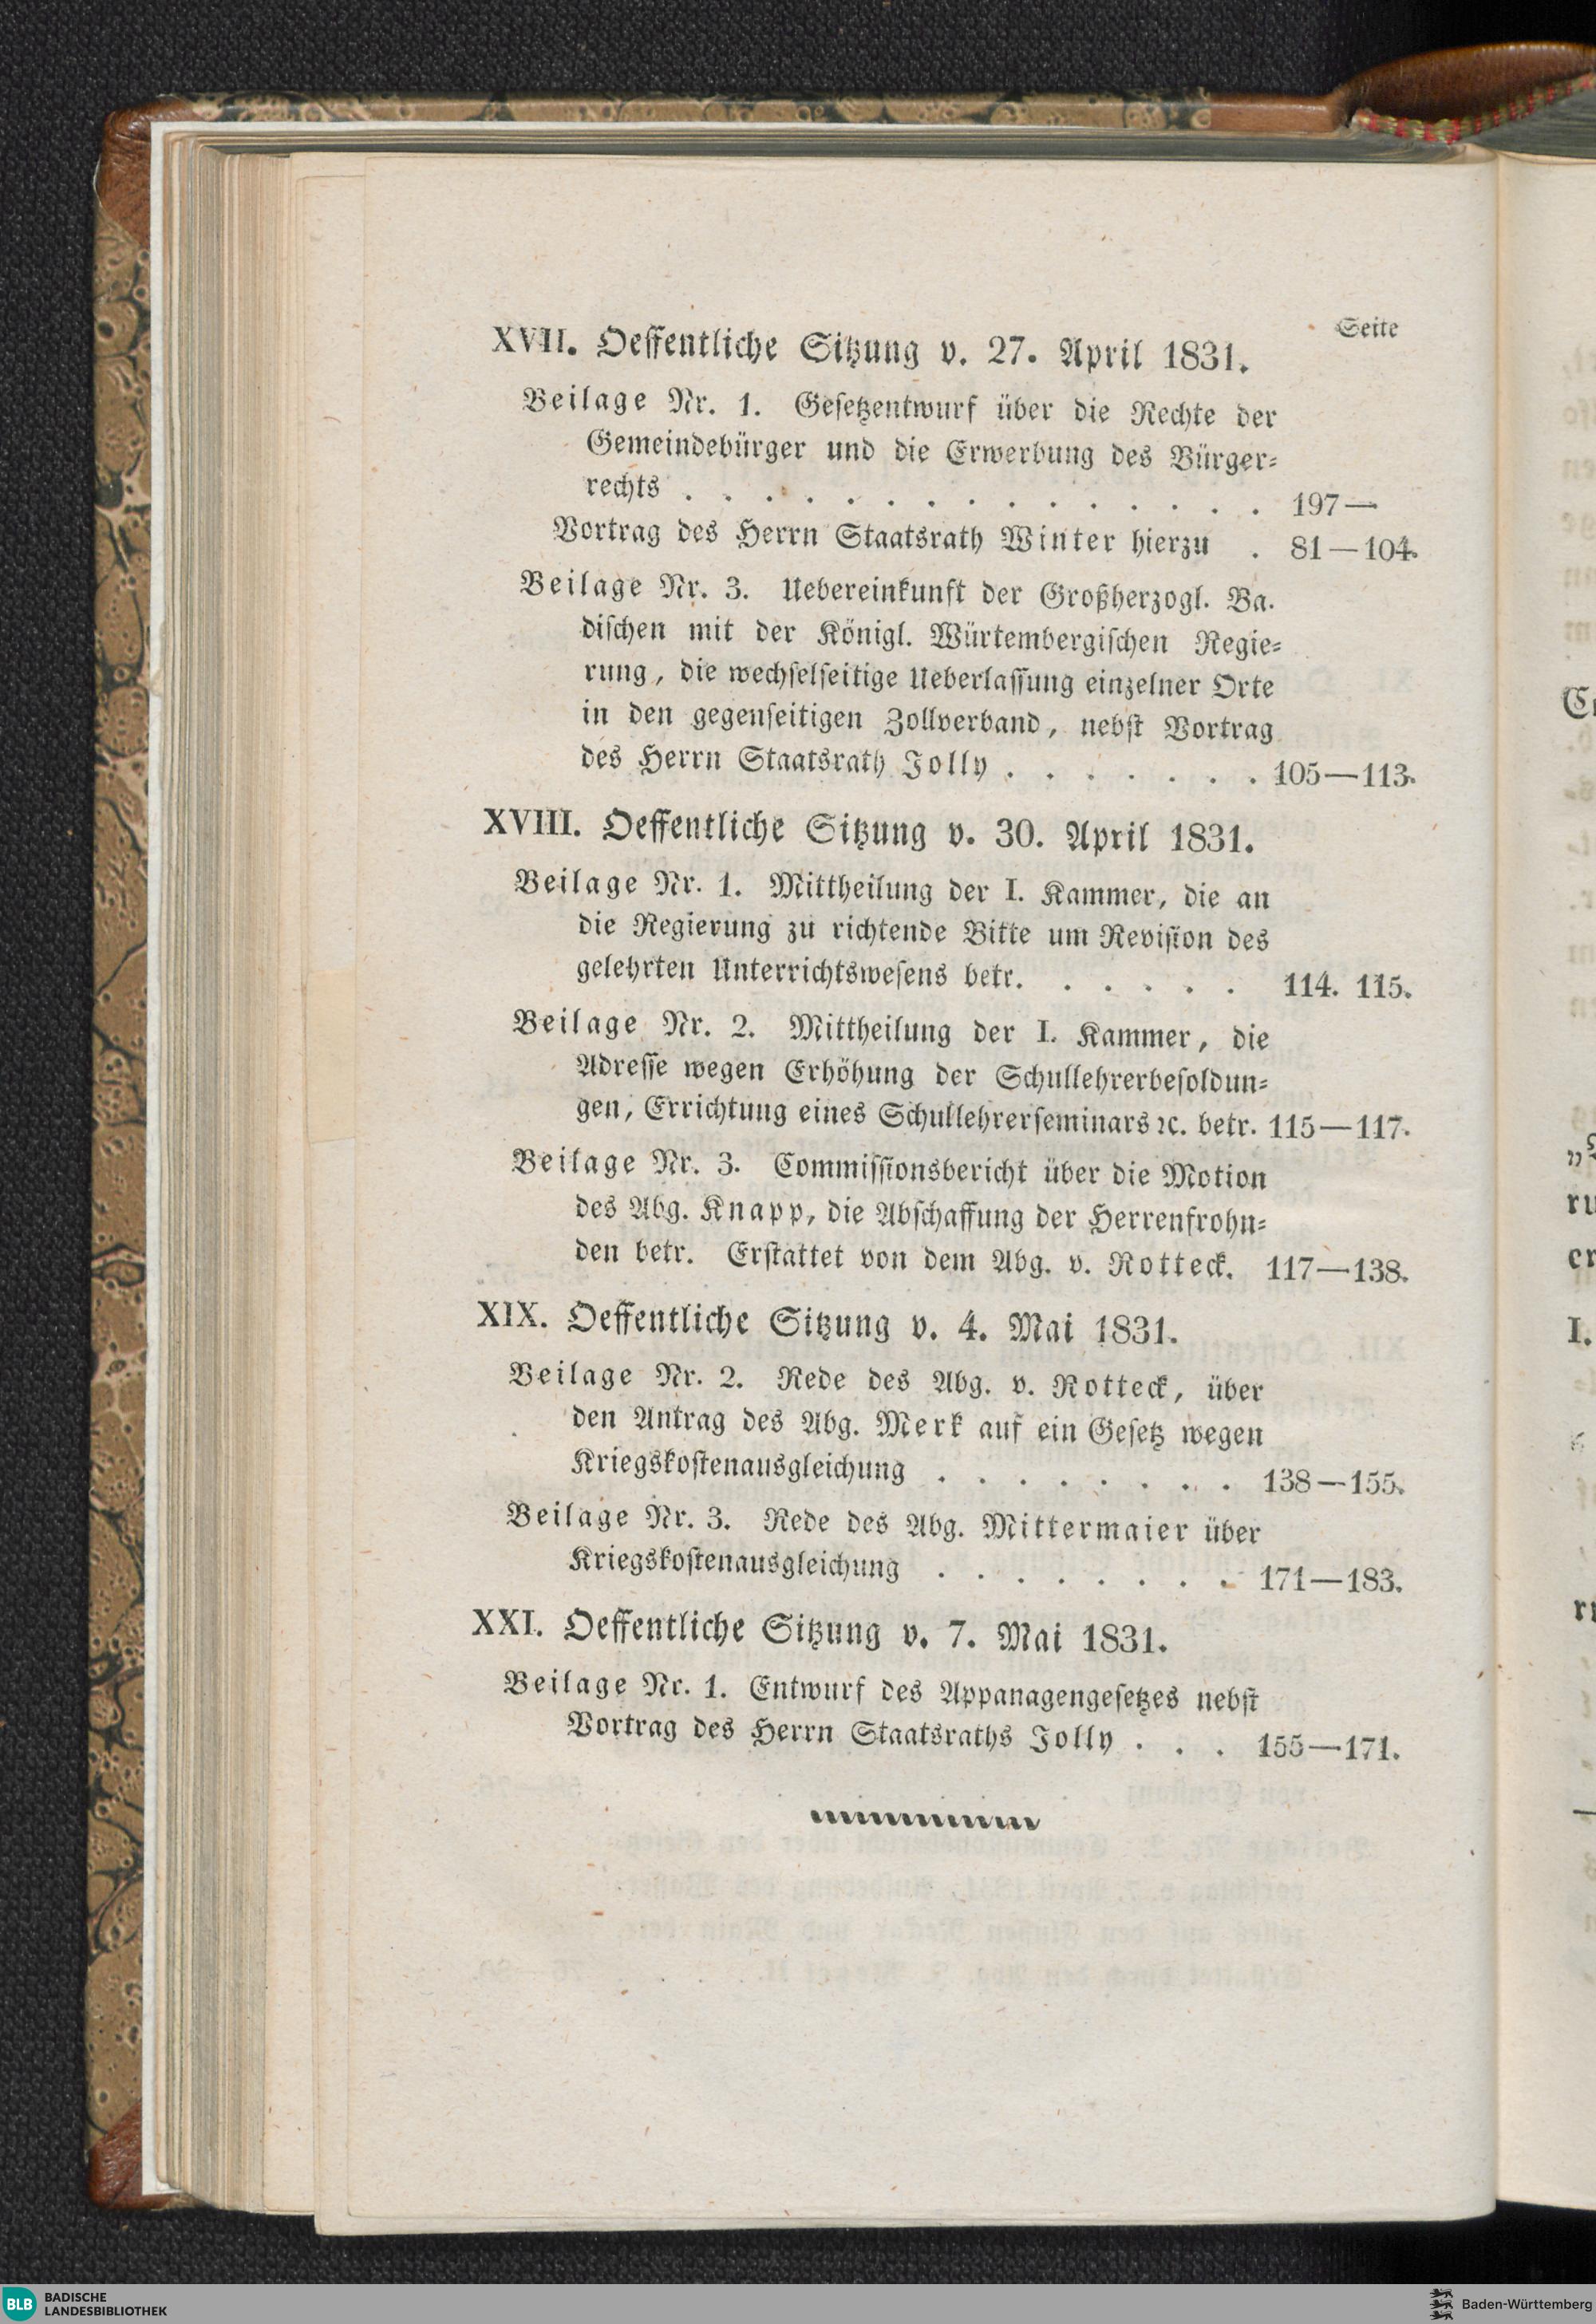 Seite
XVII. Oeffentliche Sitzung v. 27. April 1831.
Beilage Nr. 1. Gesetzentwurf über die Rechte der
Gemeindebürger und die Erwerbung des Bürger-
rechts . . . . . . . . . . . . . . . 197—
Vortrag des Herrn Staatsrath Winter hierzu . 81—104.
Beilage Nr. 3. Uebereinkunft der Großherzogl. Ba.
dischen mit der Königl. Würtembergischen Regie-
rung, die wechselseitige Ueberlassung einzelner Orte
in den gegenseitigen Zollverband, nebst Vortrag
des Herrn Staatsrath Jolly . . . . . . . 105—113.
XVIII. Oeffentliche Sitzung v. 30. April 1831.
Beilage Nr. 1. Mittheilung der I. Kammer, die an
die Regierung zu richtende Bitte um Revision des
gelehrten Unterrichtswesens betr. . . . . . 114. 115.
Beilage Nr. 2. Mittheilung der I. Kammer, die
Adresse wegen Erhöhung der Schullehrerbesoldun-
gen, Errichtung eines Schullehrerseminars ꝛc. betr. 115—117.
Beilage Nr. 3. Commissionsbericht über die Motion
des Abg. Knapp, die Abschaffung der Herrenfrohn-
den betr. Erstattet von dem Abg. v. Rotteck. 117—138.
XIX. Oeffentliche Sitzung v. 4. Mai 1831.
Beilage Nr. 2. Rede des Abg. v. Rotteck, über
den Antrag des Abg. Merk auf ein Gesetz wegen
Kriegskostenausgleichung . . . . . . . . 138—155.
Beilage Nr. 3. Rede des Abg. Mittermaier über
Kriegskostenausgleichung . . . . . . . . 171—183.
XXI. Oeffentliche Sitzung v. 7. Mai 1831.
Beilage Nr. 1. Entwurf des Appanagengesetzes nebst
Vortrag des Herrn Staatsraths Jolly . . . 155—171.
BLB BADISCHE
LANDESBIBLIOTHEK
Baden-Württemberg